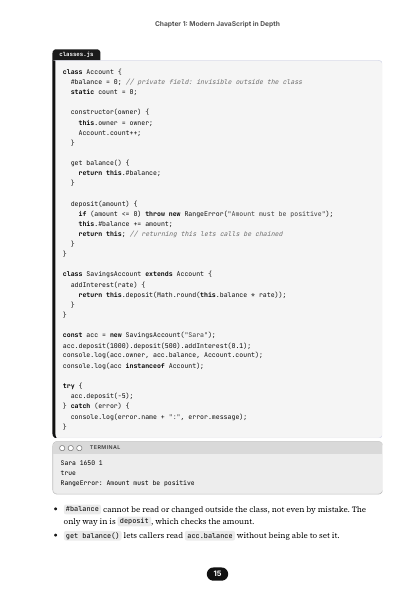 Chapter 1: Modern JavaScript in Depth
classes.js
class Account {
  #balance = 0; // private field: invisible outside the class
  static count = 0;

  constructor(owner) {
    this.owner = owner;
    Account.count++;
  }

  get balance() {
    return this.#balance;
  }

  deposit(amount) {
    if (amount <= 0) throw new RangeError("Amount must be positive");
    this.#balance += amount;
    return this; // returning this lets calls be chained
  }
}

class SavingsAccount extends Account {
  addInterest(rate) {
    return this.deposit(Math.round(this.balance * rate));
  }
}

const acc = new SavingsAccount("Sara");
acc.deposit(1000).deposit(500).addInterest(0.1);
console.log(acc.owner, acc.balance, Account.count);
console.log(acc instanceof Account);

try {
  acc.deposit(-5);
} catch (error) {
  console.log(error.name + ":", error.message);
}
TERMINAL
Sara 1650 1
true
RangeError: Amount must be positive
• #balance cannot be read or changed outside the class, not even by mistake. The
only way in is deposit, which checks the amount.
• get balance() lets callers read acc.balance without being able to set it.
15